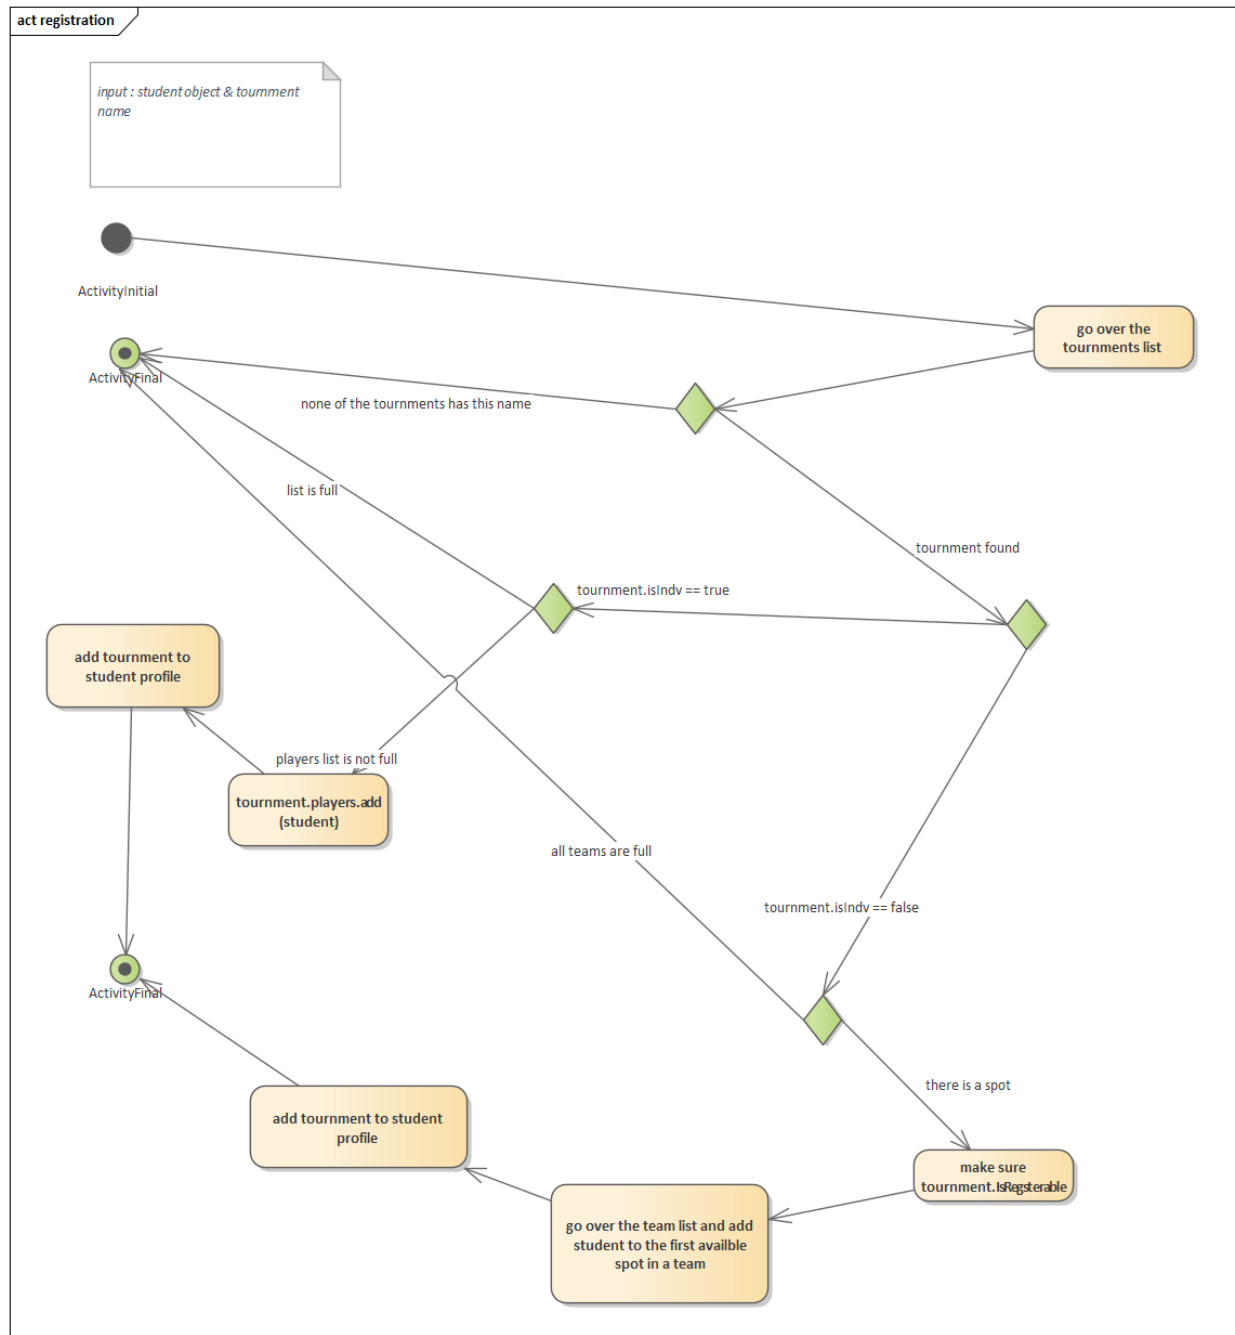 act registration
input : student object & tournment
name
ActivityInitial
go over the
tournments list
ActivityFinal
none of the tournments has this name
list is full
tournment found
tournment.isIndv == true
add tournment to
student profile
players list is not full
tournment.players.add
(student)
all teams are full
tournment.isIndv == false
ActivityFinal
there is a spot
add tournment to student
profile
make sure
tournment.IsRegsterable
go over the team list and add
student to the first availble
spot in a team